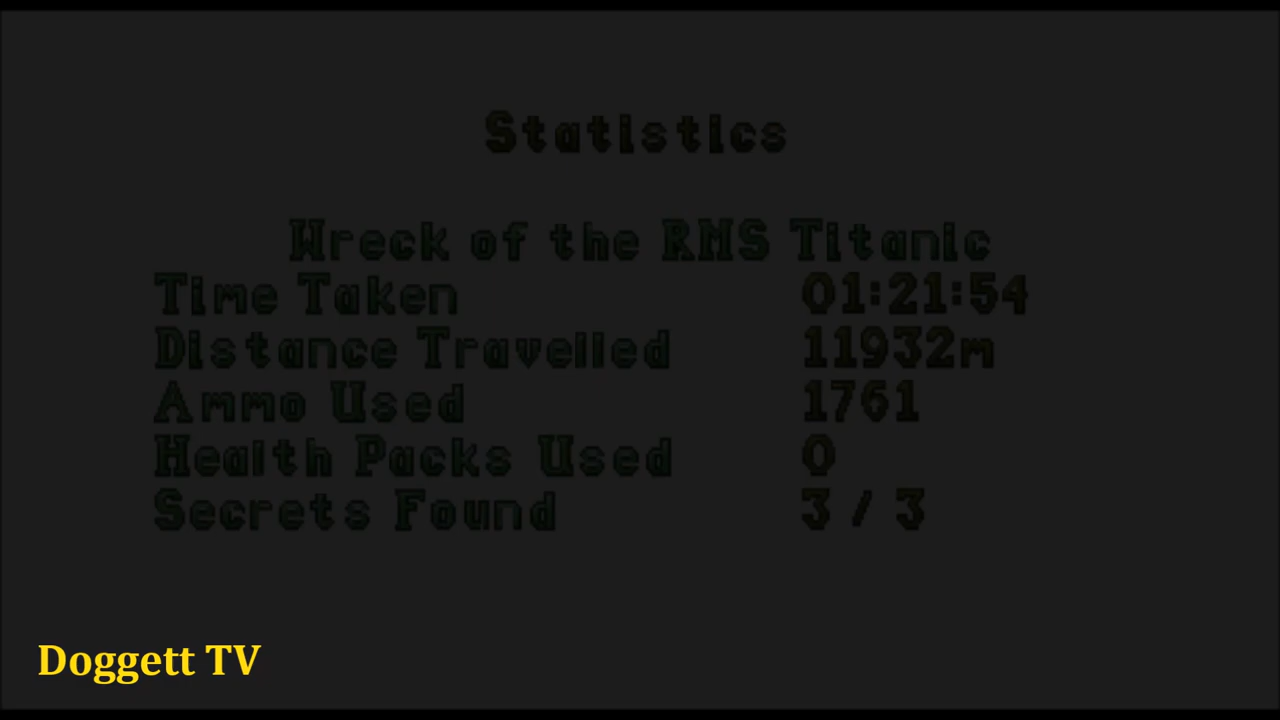 Statistics
Wreck of the RMS Titanic
Time Taken 01:21:54
Distance Travelled 11932m
Ammo Used 1761
Health Packs Used 0
Secrets Found 3 / 3
Doggett TV